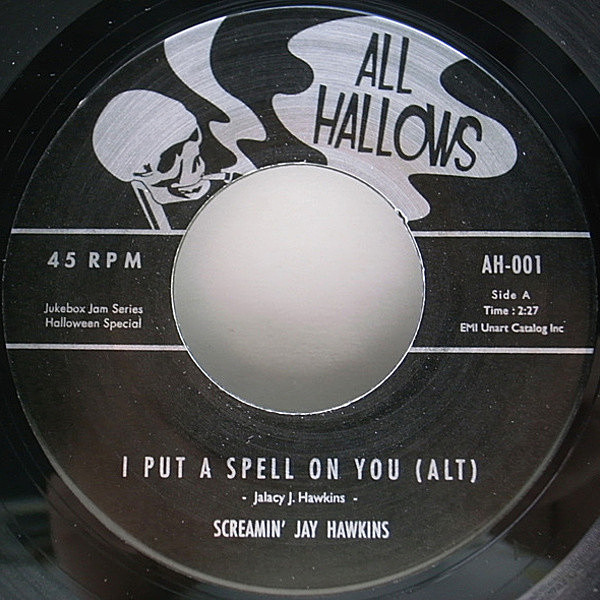 ALL
HALLOWS
45 RPM
AH-001
Jukebox Jam Series
Halloween Special
Side A
Time : 2:27
EMI Unart Catalog Inc
I PUT A SPELL ON YOU (ALT)
- Jalacy J. Hawkins -
SCREAMIN' JAY HAWKINS